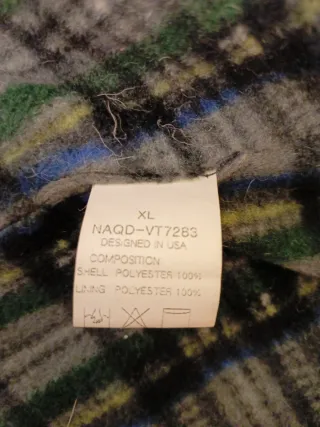 XL
NAQD-VT7283
DESIGNED IN USA
COMPOSITION
SHELL POLYESTER 100%
LINING POLYESTER 100%